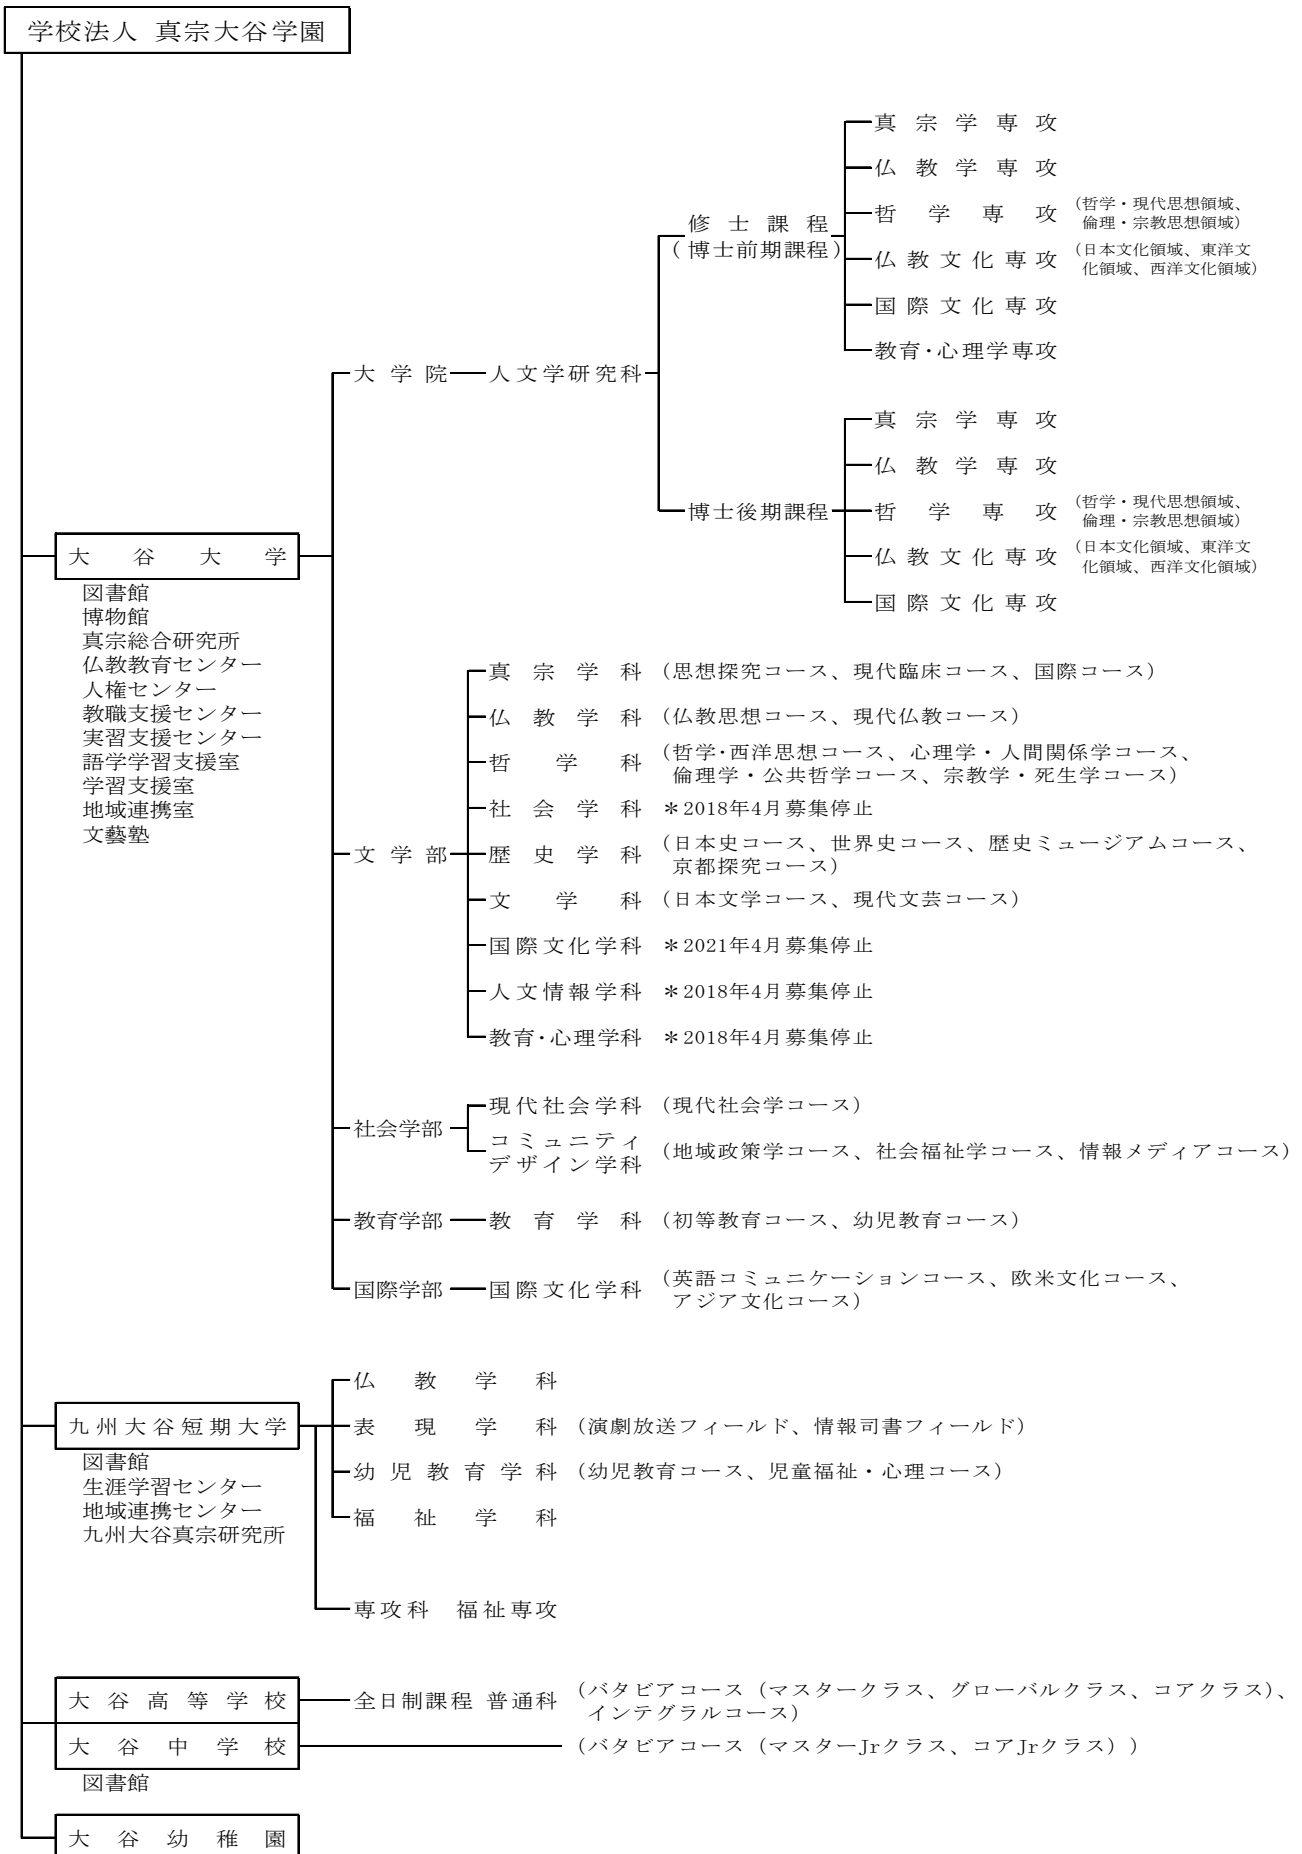 学校法人 真宗大谷学園
真宗学専攻
仏教学専攻
修士課程
(博士前期課程)
哲学専攻 (哲学・現代思想領域、
倫理・宗教思想領域)
仏教文化専攻 (日本文化領域、東洋文
化領域、西洋文化領域)
国際文化専攻
教育・心理学専攻
大学院 人文学研究科
真宗学専攻
仏教学専攻
博士後期課程 哲学専攻 (哲学・現代思想領域、
倫理・宗教思想領域)
仏教文化専攻 (日本文化領域、東洋文
化領域、西洋文化領域)
国際文化専攻
大谷大学
図書館
博物館
真宗総合研究所
仏教教育センター
人権センター
教職支援センター
実習支援センター
語学学習支援室
学習支援室
地域連携室
文藝塾
文学部
真宗学科 (思想探究コース、現代臨床コース、国際コース)
仏教学科 (仏教思想コース、現代仏教コース)
哲学科 (哲学・西洋思想コース、心理学・人間関係学コース、
倫理学・公共哲学コース、宗教学・死生学コース)
社会学科 *2018年4月募集停止
歴史学科 (日本史コース、世界史コース、歴史ミュージアムコース、
京都探究コース)
文学科 (日本文学コース、現代文芸コース)
国際文化学科 *2021年4月募集停止
人文情報学科 *2018年4月募集停止
教育・心理学科 *2018年4月募集停止
社会学部
現代社会学科 (現代社会学コース)
コミュニティ
デザイン学科 (地域政策学コース、社会福祉学コース、情報メディアコース)
教育学部 教育学科 (初等教育コース、幼児教育コース)
国際学部 国際文化学科 (英語コミュニケーションコース、欧米文化コース、
アジア文化コース)
九州大谷短期大学
図書館
生涯学習センター
地域連携センター
九州大谷真宗研究所
仏教学科
表現学科 (演劇放送フィールド、情報司書フィールド)
幼児教育学科 (幼児教育コース、児童福祉・心理コース)
福祉学科
専攻科 福祉専攻
大谷高等学校 全日制課程 普通科 (バタビアコース (マスタークラス、グローバルクラス、コアクラス)、
インテグラルコース)
大谷中学校 (バタビアコース (マスターJrクラス、コアJrクラス) )
図書館
大谷幼稚園